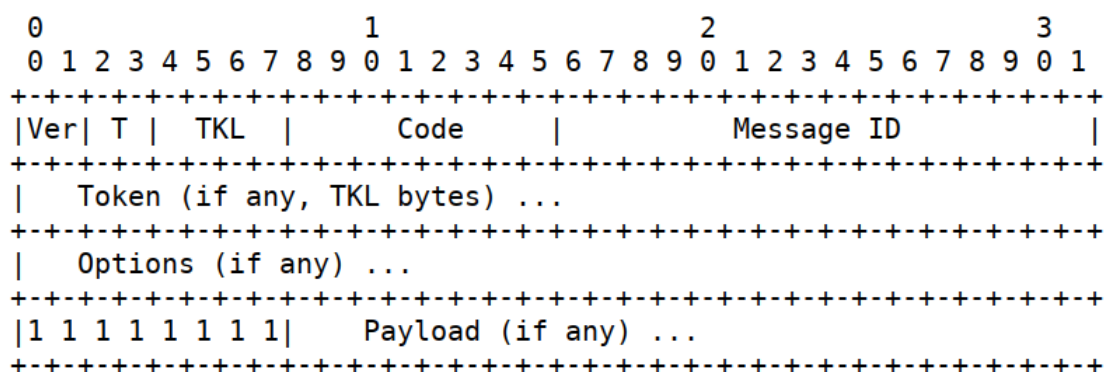 0                   1                   2                   3
 0 1 2 3 4 5 6 7 8 9 0 1 2 3 4 5 6 7 8 9 0 1 2 3 4 5 6 7 8 9 0 1
+-+-+-+-+-+-+-+-+-+-+-+-+-+-+-+-+-+-+-+-+-+-+-+-+-+-+-+-+-+-+-+-+
|Ver| T |  TKL  |      Code     |          Message ID           |
+-+-+-+-+-+-+-+-+-+-+-+-+-+-+-+-+-+-+-+-+-+-+-+-+-+-+-+-+-+-+-+-+
|   Token (if any, TKL bytes) ...
+-+-+-+-+-+-+-+-+-+-+-+-+-+-+-+-+-+-+-+-+-+-+-+-+-+-+-+-+-+-+-+-+
|   Options (if any) ...
+-+-+-+-+-+-+-+-+-+-+-+-+-+-+-+-+-+-+-+-+-+-+-+-+-+-+-+-+-+-+-+-+
|1 1 1 1 1 1 1 1|    Payload (if any) ...
+-+-+-+-+-+-+-+-+-+-+-+-+-+-+-+-+-+-+-+-+-+-+-+-+-+-+-+-+-+-+-+-+